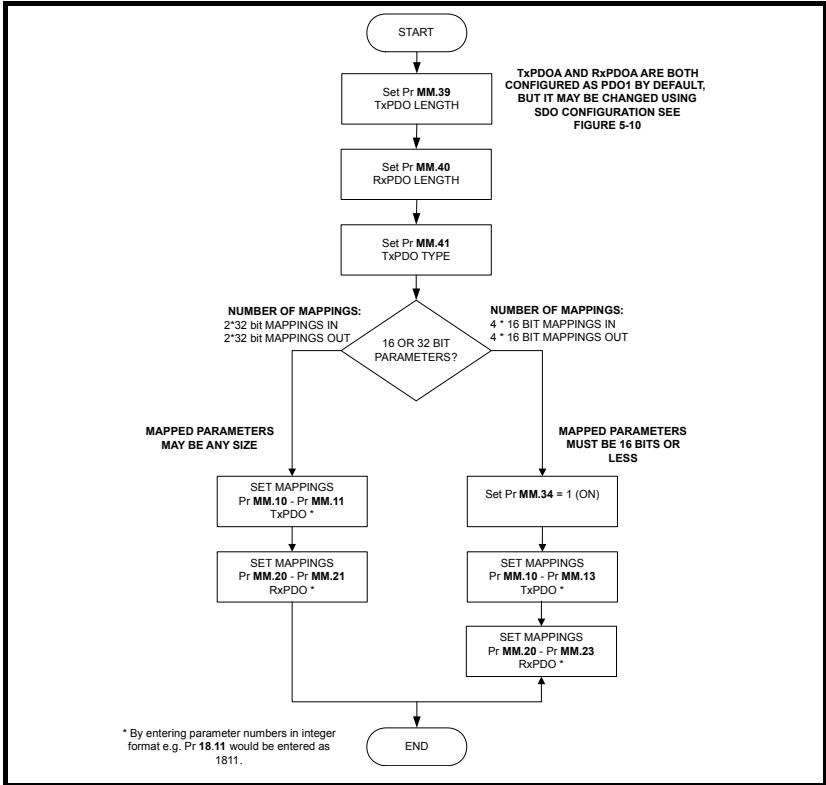 START
Set Pr MM.39
TxPDO LENGTH
TxPDOA AND RxPDOA ARE BOTH
CONFIGURED AS PDO1 BY DEFAULT,
BUT IT MAY BE CHANGED USING
SDO CONFIGURATION SEE
FIGURE 5-10
Set Pr MM.40
RxPDO LENGTH
Set Pr MM.41
TxPDO TYPE
NUMBER OF MAPPINGS:
2*32 bit MAPPINGS IN
2*32 bit MAPPINGS OUT
NUMBER OF MAPPINGS:
4 * 16 BIT MAPPINGS IN
4 * 16 BIT MAPPINGS OUT
16 OR 32 BIT
PARAMETERS?
MAPPED PARAMETERS
MAY BE ANY SIZE
MAPPED PARAMETERS
MUST BE 16 BITS OR
LESS
SET MAPPINGS
Pr MM.10 - Pr MM.11
TxPDO *
Set Pr MM.34 = 1 (ON)
SET MAPPINGS
Pr MM.20 - Pr MM.21
RxPDO *
SET MAPPINGS
Pr MM.10 - Pr MM.13
TxPDO *
SET MAPPINGS
Pr MM.20 - Pr MM.23
RxPDO *
* By entering parameter numbers in integer
format e.g. Pr 18.11 would be entered as
1811.
END